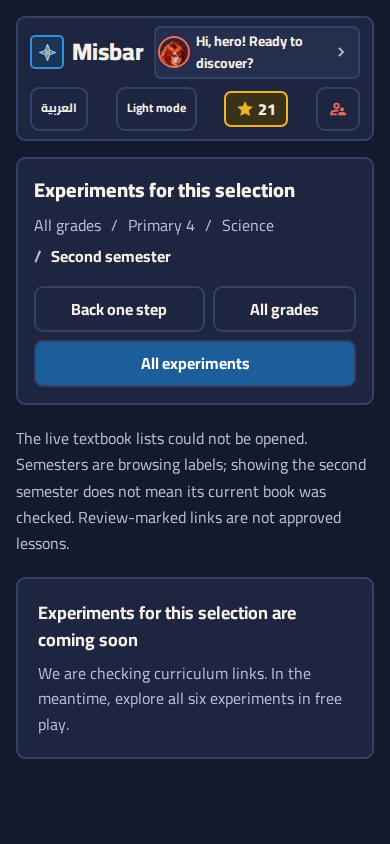 Misbar
Hi, hero! Ready to
discover?
العربية
Light mode
21
Experiments for this selection
All grades / Primary 4 / Science
/ Second semester
Back one step
All grades
All experiments
The live textbook lists could not be opened.
Semesters are browsing labels; showing the second
semester does not mean its current book was
checked. Review-marked links are not approved
lessons.
Experiments for this selection are
coming soon
We are checking curriculum links. In the
meantime, explore all six experiments in free
play.